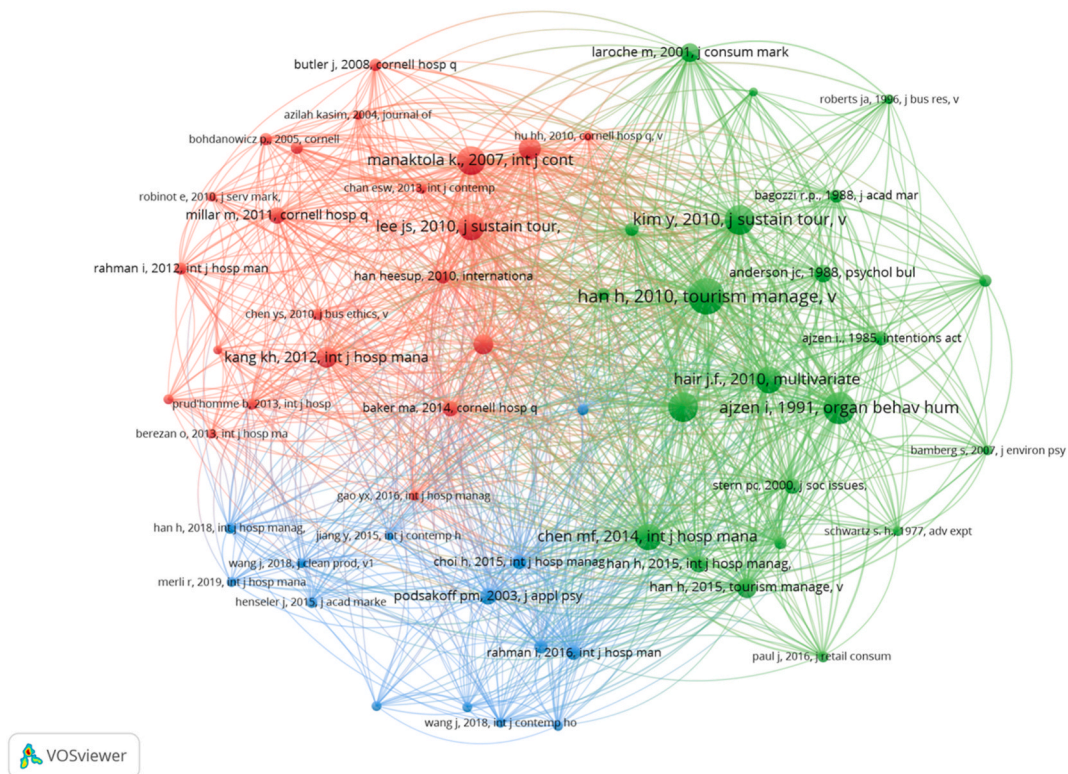 laroche m, 2001, j consum mark
butler j, 2008, cornell hosp q
roberts ja, 1996, j bus res, v
azilah kasim, 2004, journal of
bohdanowicz p., 2005, cornell
hu hh, 2010, cornell hosp q, v
manaktola k., 2007, int j cont
chan esw, 2013, int j contemp
robinot e, 2010, j serv mark,
bagozzi r.p., 1988, j acad mar
millar m, 2011, cornell hosp q
kim y, 2010, j sustain tour, v
lee js, 2010, j sustain tour,
rahman i, 2012, int j hosp man
han heesup, 2010, internationa
anderson jc, 1988, psychol bul
han h, 2010, tourism manage, v
chen ys, 2010, j bus ethics, v
ajzen i., 1985, intentions act
kang kh, 2012, int j hosp mana
hair j.f., 2010, multivariate
prud'homme b, 2013, int j hosp
baker ma, 2014, cornell hosp q
ajzen i, 1991, organ behav hum
berezan o, 2013, int j hosp ma
bamberg s, 2007, j environ psy
stern pc, 2000, j soc issues,
gao yx, 2016, int j hosp manag
han h, 2018, int j hosp manag,
jiang y, 2015, int j contemp h
chen mf, 2014, int j hosp mana
schwartz s. h., 1977, adv expt
wang j, 2018, j clean prod, v1
choi h, 2015, int j hosp manag
han h, 2015, int j hosp manag,
merli r, 2019, int j hosp mana
han h, 2015, tourism manage, v
henseler j, 2015, j acad marke
podsakoff pm, 2003, j appl psy
rahman i, 2016, int j hosp man
paul j, 2016, j retail consum
wang j, 2018, int j contemp ho
VOSviewer